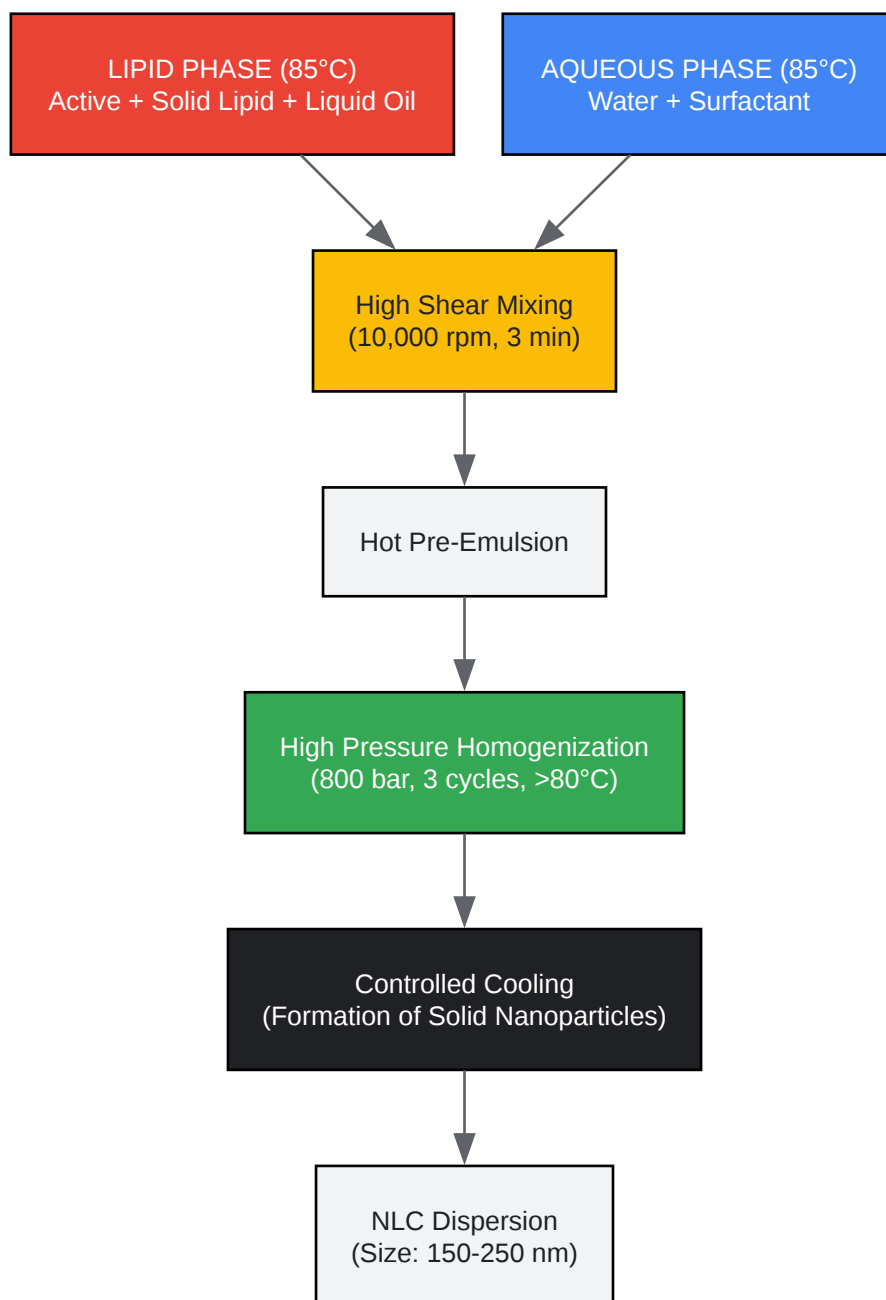 LIPID PHASE (85°C)
Active + Solid Lipid + Liquid Oil
AQUEOUS PHASE (85°C)
Water + Surfactant
High Shear Mixing
(10,000 rpm, 3 min)
Hot Pre-Emulsion
High Pressure Homogenization
(800 bar, 3 cycles, >80°C)
Controlled Cooling
(Formation of Solid Nanoparticles)
NLC Dispersion
(Size: 150-250 nm)